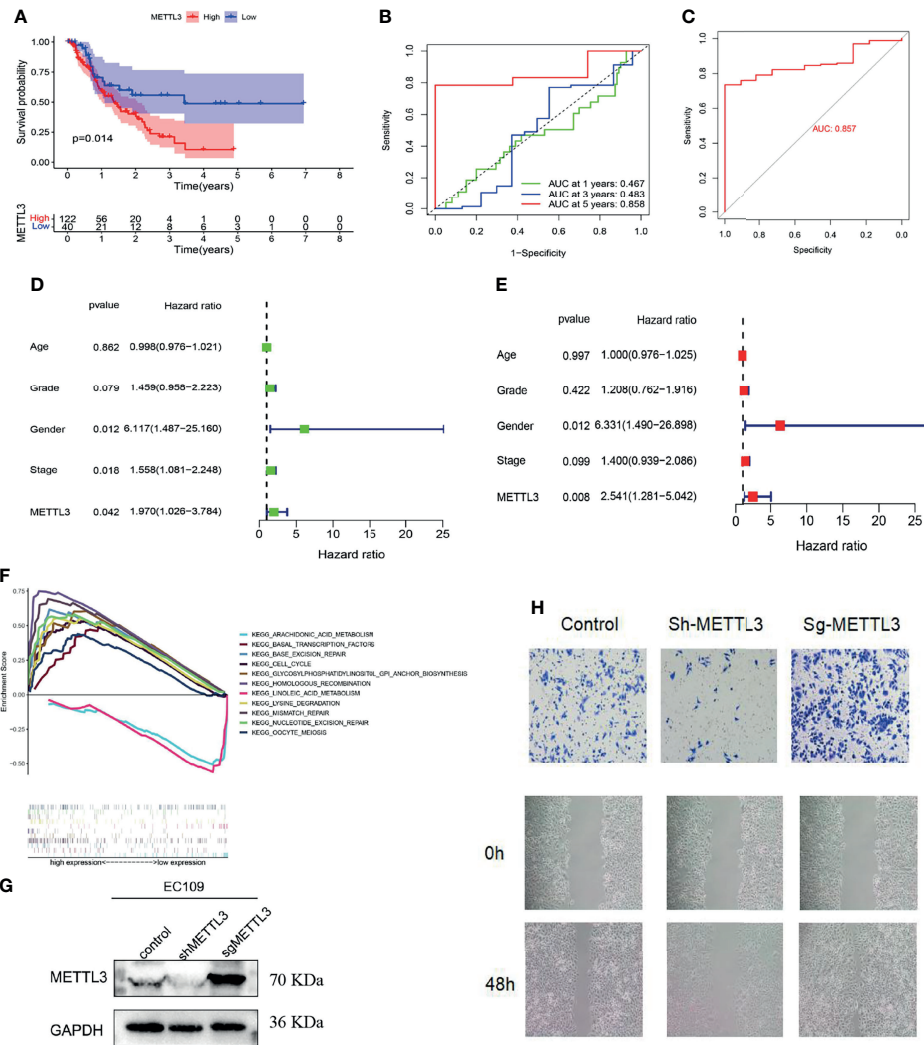 A
METTL3 High Low
Survival probability
1.00
0.75
0.50
0.25
0.00
p=0.014
0 1 2 3 4 5 6 7 8
Time(years)
METTL3
High 122 56 20 4 1 0 0 0 0
Low 40 21 12 8 6 3 1 0 0
0 1 2 3 4 5 6 7 8
Time(years)
B
Sensitivity
1.0
0.8
0.6
0.4
0.2
0.0
AUC at 1 years: 0.467
AUC at 3 years: 0.483
AUC at 5 years: 0.858
0.0 0.2 0.4 0.6 0.8 1.0
1−Specificity
C
Sensitivity
1.0
0.8
0.6
0.4
0.2
0.0
AUC: 0.857
1.0 0.8 0.6 0.4 0.2 0.0
Specificity
D
pvalue Hazard ratio
Age 0.862 0.998(0.976−1.021)
Grade 0.079 1.459(0.958−2.223)
Gender 0.012 6.117(1.487−25.160)
Stage 0.018 1.558(1.081−2.248)
METTL3 0.042 1.970(1.026−3.784)
0 5 10 15 20 25
Hazard ratio
E
pvalue Hazard ratio
Age 0.997 1.000(0.976−1.025)
Grade 0.422 1.208(0.762−1.916)
Gender 0.012 6.331(1.490−26.898)
Stage 0.099 1.400(0.939−2.086)
METTL3 0.008 2.541(1.281−5.042)
0 5 10 15 20 25
Hazard ratio
F
Enrichment Score
0.75
0.50
0.25
0.00
−0.25
−0.50
KEGG_ARACHIDONIC_ACID_METABOLISM
KEGG_BASAL_TRANSCRIPTION_FACTORS
KEGG_BASE_EXCISION_REPAIR
KEGG_CELL_CYCLE
KEGG_GLYCOSYLPHOSPHATIDYLINOSITOL_GPI_ANCHOR_BIOSYNTHESIS
KEGG_HOMOLOGOUS_RECOMBINATION
KEGG_LINOLEIC_ACID_METABOLISM
KEGG_LYSINE_DEGRADATION
KEGG_MISMATCH_REPAIR
KEGG_NUCLEOTIDE_EXCISION_REPAIR
KEGG_OOCYTE_MEIOSIS
high expression<-------------->low expression
G
EC109
control shMETTL3 sgMETTL3
METTL3 70 KDa
GAPDH 36 KDa
H
Control Sh-METTL3 Sg-METTL3
0h
48h